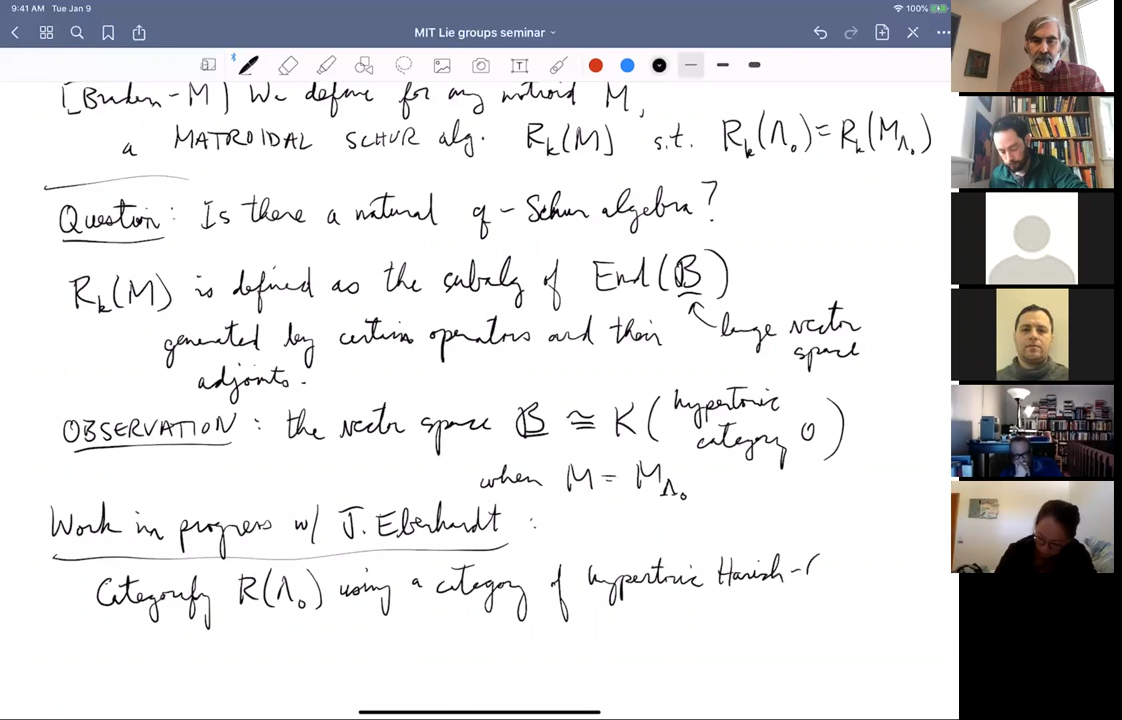 9:41 AM Tue Jan 9
100%
MIT Lie groups seminar
[Braden-M] We define for any matroid M,
a MATROIDAL SCHUR alg. R_k(M) s.t. R_k(Λ_0) = R_k(M_Λ_0)
Question: Is there a natural q-Schur algebra?
R_k(M) is defined as the subalg of End(B)
generated by certain operators and their
adjoints.
large vector
space
OBSERVATION: the vector space B ≅ K(hypertoric
category O)
when M = M_Λ_0
Work in progress w/ J. Eberhardt:
Categorify R(Λ_0) using a category of hypertoric Harish-(